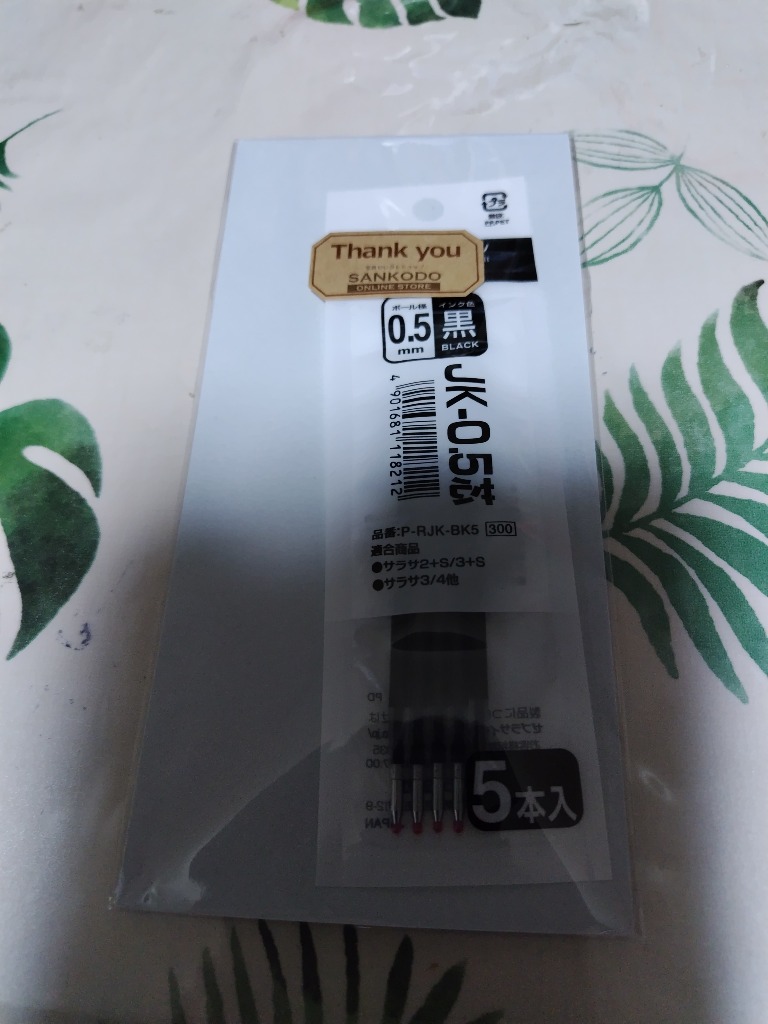 Thank you
SANKODO
ONLINE STORE
ボール径
0.5
mm
インク色
黒
BLACK
JK-0.5芯
4 901681 118212
品番:P-RJK-BK5 300
適合商品
●サラサ2+S/3+S
●サラサ3/4他
5本入